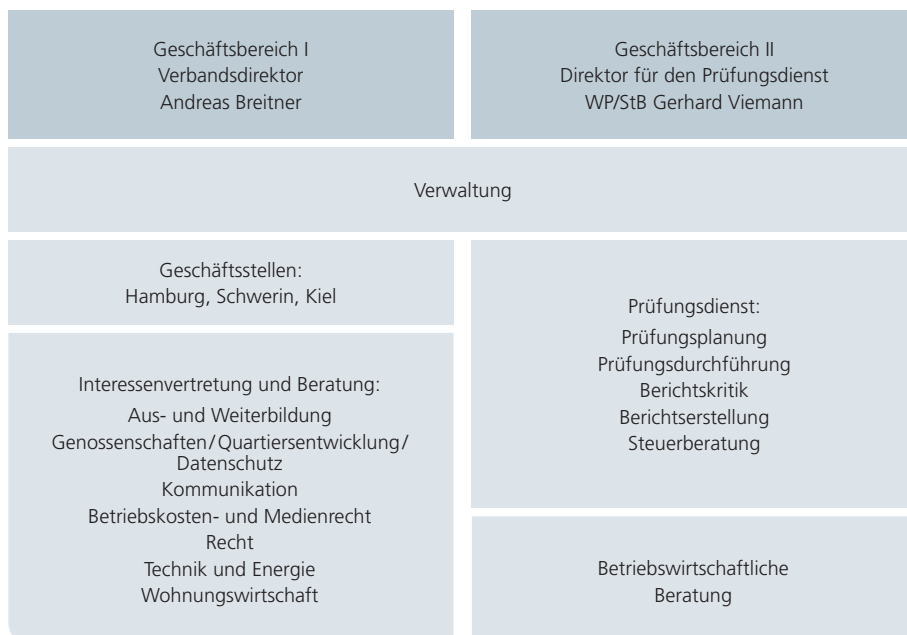 Geschäftsbereich I
Verbandsdirektor
Andreas Breitner
Geschäftsbereich II
Direktor für den Prüfungsdienst
WP/StB Gerhard Viemann
Verwaltung
Geschäftsstellen:
Hamburg, Schwerin, Kiel
Interessenvertretung und Beratung:
Aus- und Weiterbildung
Genossenschaften/Quartiersentwicklung/
Datenschutz
Kommunikation
Betriebskosten- und Medienrecht
Recht
Technik und Energie
Wohnungswirtschaft
Prüfungsdienst:
Prüfungsplanung
Prüfungsdurchführung
Berichtskritik
Berichtserstellung
Steuerberatung
Betriebswirtschaftliche
Beratung